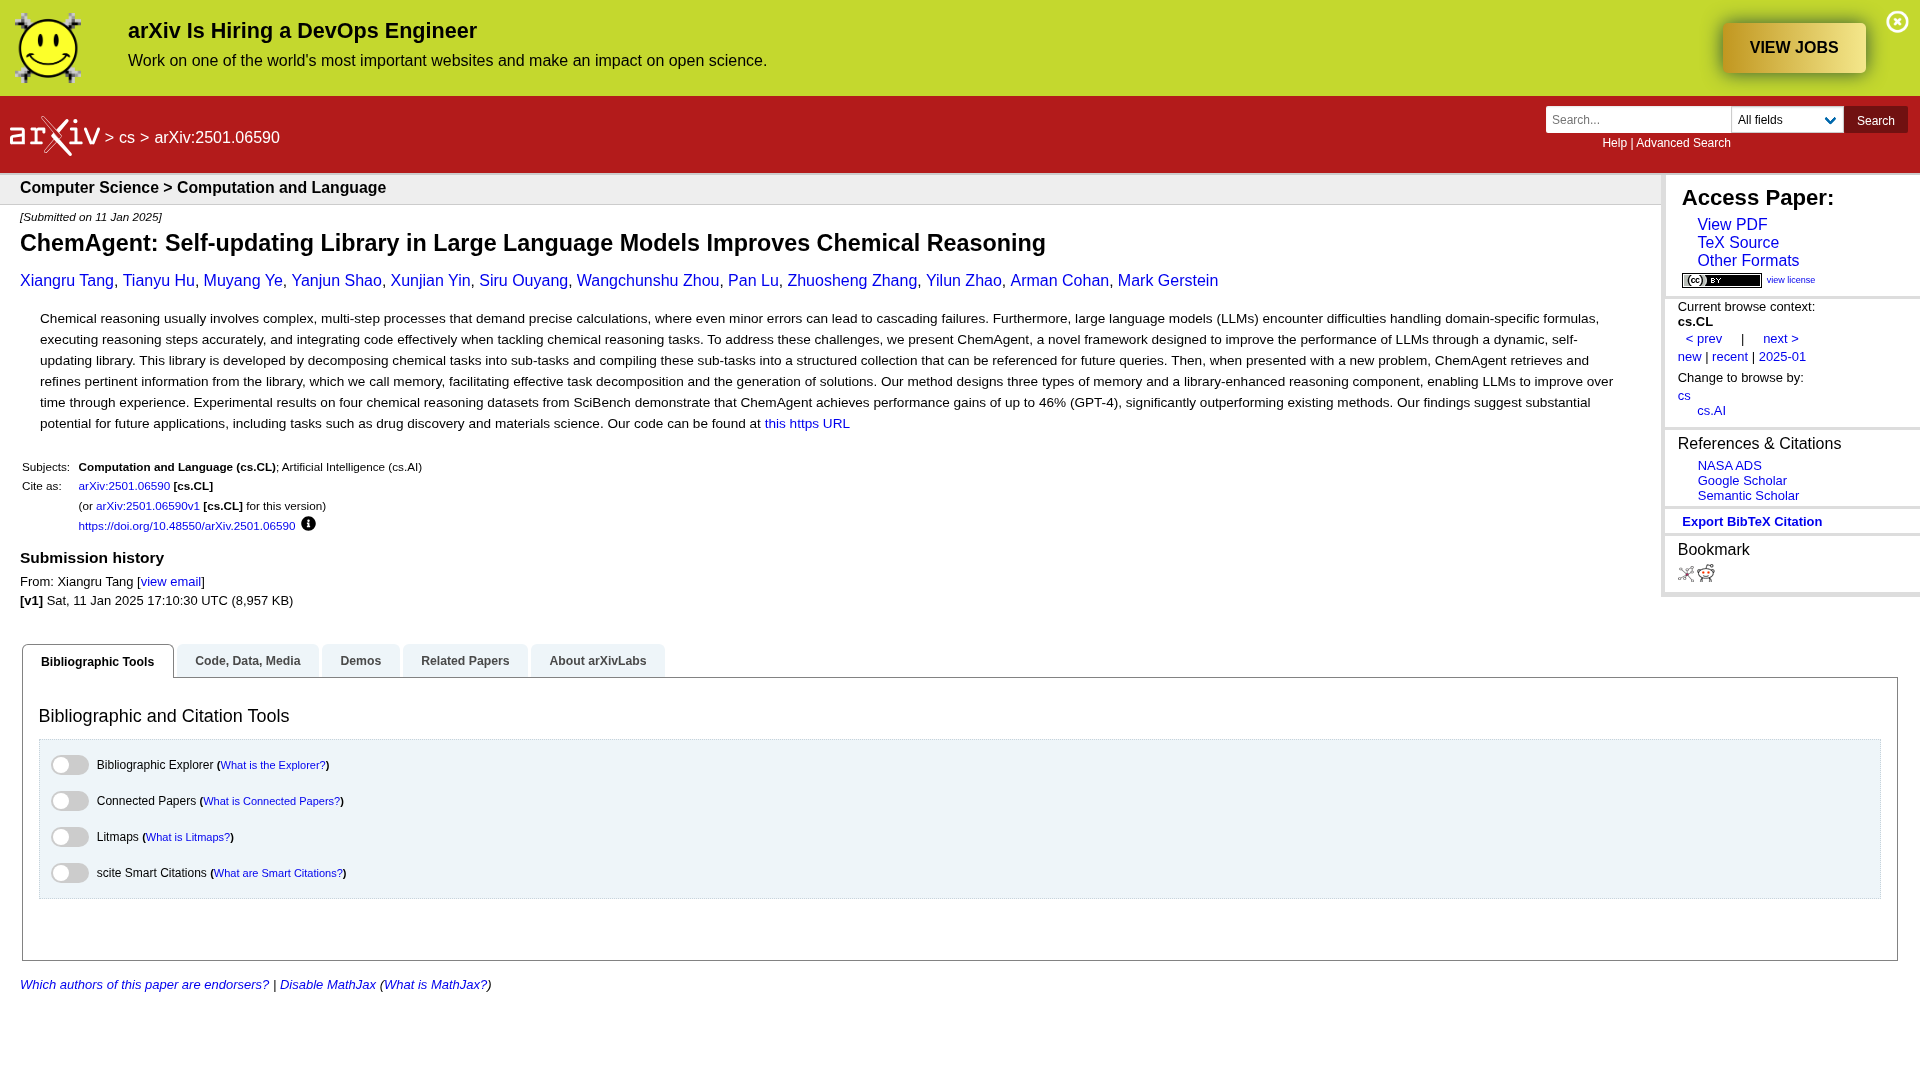 arXiv Is Hiring a DevOps Engineer
Work on one of the world's most important websites and make an impact on open science.
VIEW JOBS
arXiv > cs > arXiv:2501.06590
Search...
All fields
Search
Help | Advanced Search
Computer Science > Computation and Language
[Submitted on 11 Jan 2025]
ChemAgent: Self-updating Library in Large Language Models Improves Chemical Reasoning
Xiangru Tang, Tianyu Hu, Muyang Ye, Yanjun Shao, Xunjian Yin, Siru Ouyang, Wangchunshu Zhou, Pan Lu, Zhuosheng Zhang, Yilun Zhao, Arman Cohan, Mark Gerstein
Chemical reasoning usually involves complex, multi-step processes that demand precise calculations, where even minor errors can lead to cascading failures. Furthermore, large language models (LLMs) encounter difficulties handling domain-specific formulas,
executing reasoning steps accurately, and integrating code effectively when tackling chemical reasoning tasks. To address these challenges, we present ChemAgent, a novel framework designed to improve the performance of LLMs through a dynamic, self-
updating library. This library is developed by decomposing chemical tasks into sub-tasks and compiling these sub-tasks into a structured collection that can be referenced for future queries. Then, when presented with a new problem, ChemAgent retrieves and
refines pertinent information from the library, which we call memory, facilitating effective task decomposition and the generation of solutions. Our method designs three types of memory and a library-enhanced reasoning component, enabling LLMs to improve over
time through experience. Experimental results on four chemical reasoning datasets from SciBench demonstrate that ChemAgent achieves performance gains of up to 46% (GPT-4), significantly outperforming existing methods. Our findings suggest substantial
potential for future applications, including tasks such as drug discovery and materials science. Our code can be found at this https URL
Subjects: Computation and Language (cs.CL); Artificial Intelligence (cs.AI)
Cite as: arXiv:2501.06590 [cs.CL]
(or arXiv:2501.06590v1 [cs.CL] for this version)
https://doi.org/10.48550/arXiv.2501.06590
Submission history
From: Xiangru Tang [view email]
[v1] Sat, 11 Jan 2025 17:10:30 UTC (8,957 KB)
Access Paper:
View PDF
TeX Source
Other Formats
cc BY view license
Current browse context:
cs.CL
< prev | next >
new | recent | 2025-01
Change to browse by:
cs
cs.AI
References & Citations
NASA ADS
Google Scholar
Semantic Scholar
Export BibTeX Citation
Bookmark
Bibliographic Tools
Code, Data, Media
Demos
Related Papers
About arXivLabs
Bibliographic and Citation Tools
Bibliographic Explorer (What is the Explorer?)
Connected Papers (What is Connected Papers?)
Litmaps (What is Litmaps?)
scite Smart Citations (What are Smart Citations?)
Which authors of this paper are endorsers? | Disable MathJax (What is MathJax?)